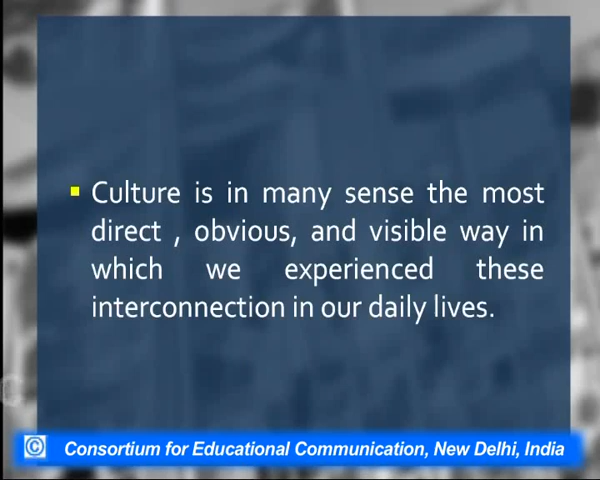 Culture is in many sense the most
direct , obvious, and visible way in
which we experienced these
interconnection in our daily lives.
© Consortium for Educational Communication, New Delhi, India